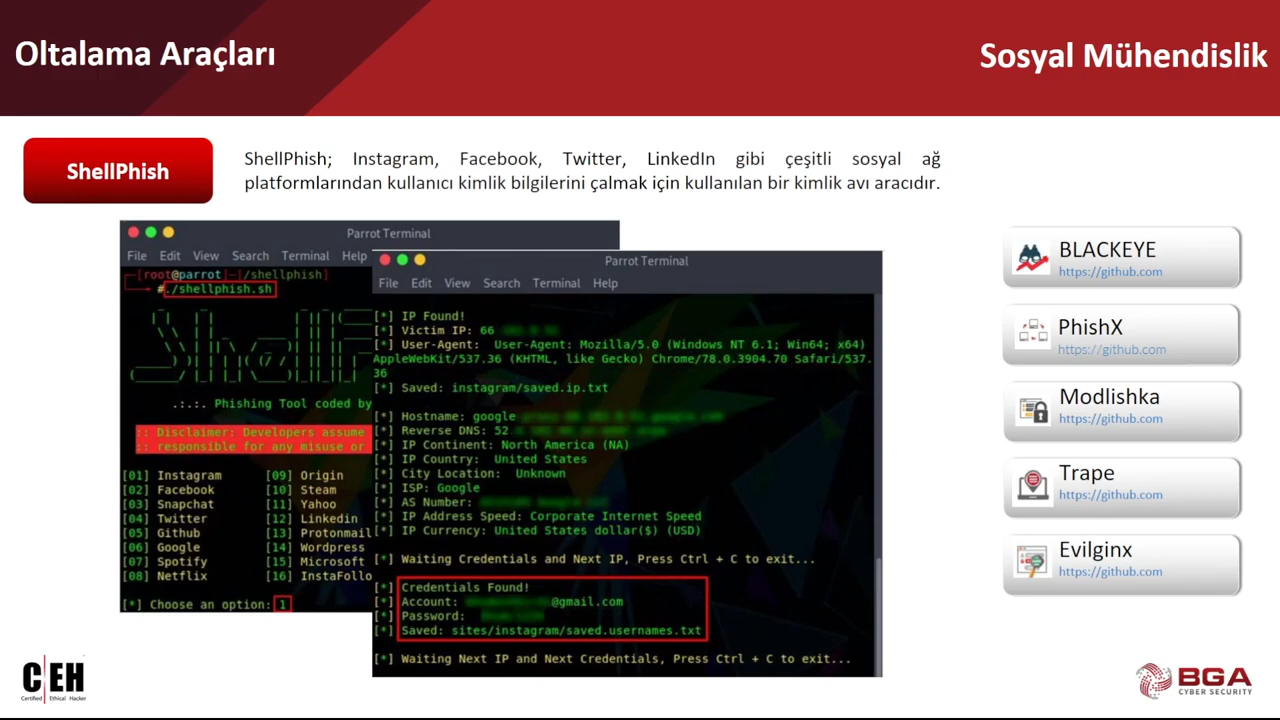 Oltalama Araçları
Sosyal Mühendislik
ShellPhish
ShellPhish; Instagram, Facebook, Twitter, LinkedIn gibi çeşitli sosyal ağ
platformlarından kullanıcı kimlik bilgilerini çalmak için kullanılan bir kimlik avı aracıdır.
Parrot Terminal
File Edit View Search Terminal Help
[root@parrot]-[/shellphish]
#./shellphish.sh
.:.:. Phishing Tool coded by
:: Disclaimer: Developers assume
:: responsible for any misuse or
[01] Instagram [09] Origin
[02] Facebook [10] Steam
[03] Snapchat [11] Yahoo
[04] Twitter [12] Linkedin
[05] Github [13] Protonmail
[06] Google [14] Wordpress
[07] Spotify [15] Microsoft
[08] Netflix [16] InstaFollo
[*] Choose an option: 1
Parrot Terminal
File Edit View Search Terminal Help
[*] IP Found!
[*] Victim IP: 66
[*] User-Agent: User-Agent: Mozilla/5.0 (Windows NT 6.1; Win64; x64)
AppleWebKit/537.36 (KHTML, like Gecko) Chrome/78.0.3904.70 Safari/537.
36
[*] Saved: instagram/saved.ip.txt
[*] Hostname: google
[*] Reverse DNS: 52
[*] IP Continent: North America (NA)
[*] IP Country: United States
[*] City Location: Unknown
[*] ISP: Google
[*] AS Number:
[*] IP Address Speed: Corporate Internet Speed
[*] IP Currency: United States dollar($) (USD)
[*] Waiting Credentials and Next IP, Press Ctrl + C to exit...
[*] Credentials Found!
[*] Account: @gmail.com
[*] Password:
[*] Saved: sites/instagram/saved.usernames.txt
[*] Waiting Next IP and Next Credentials, Press Ctrl + C to exit...
BLACKEYE
https://github.com
PhishX
https://github.com
Modlishka
https://github.com
Trape
https://github.com
Evilginx
https://github.com
C|EH
Certified Ethical Hacker
BGA
CYBER SECURITY